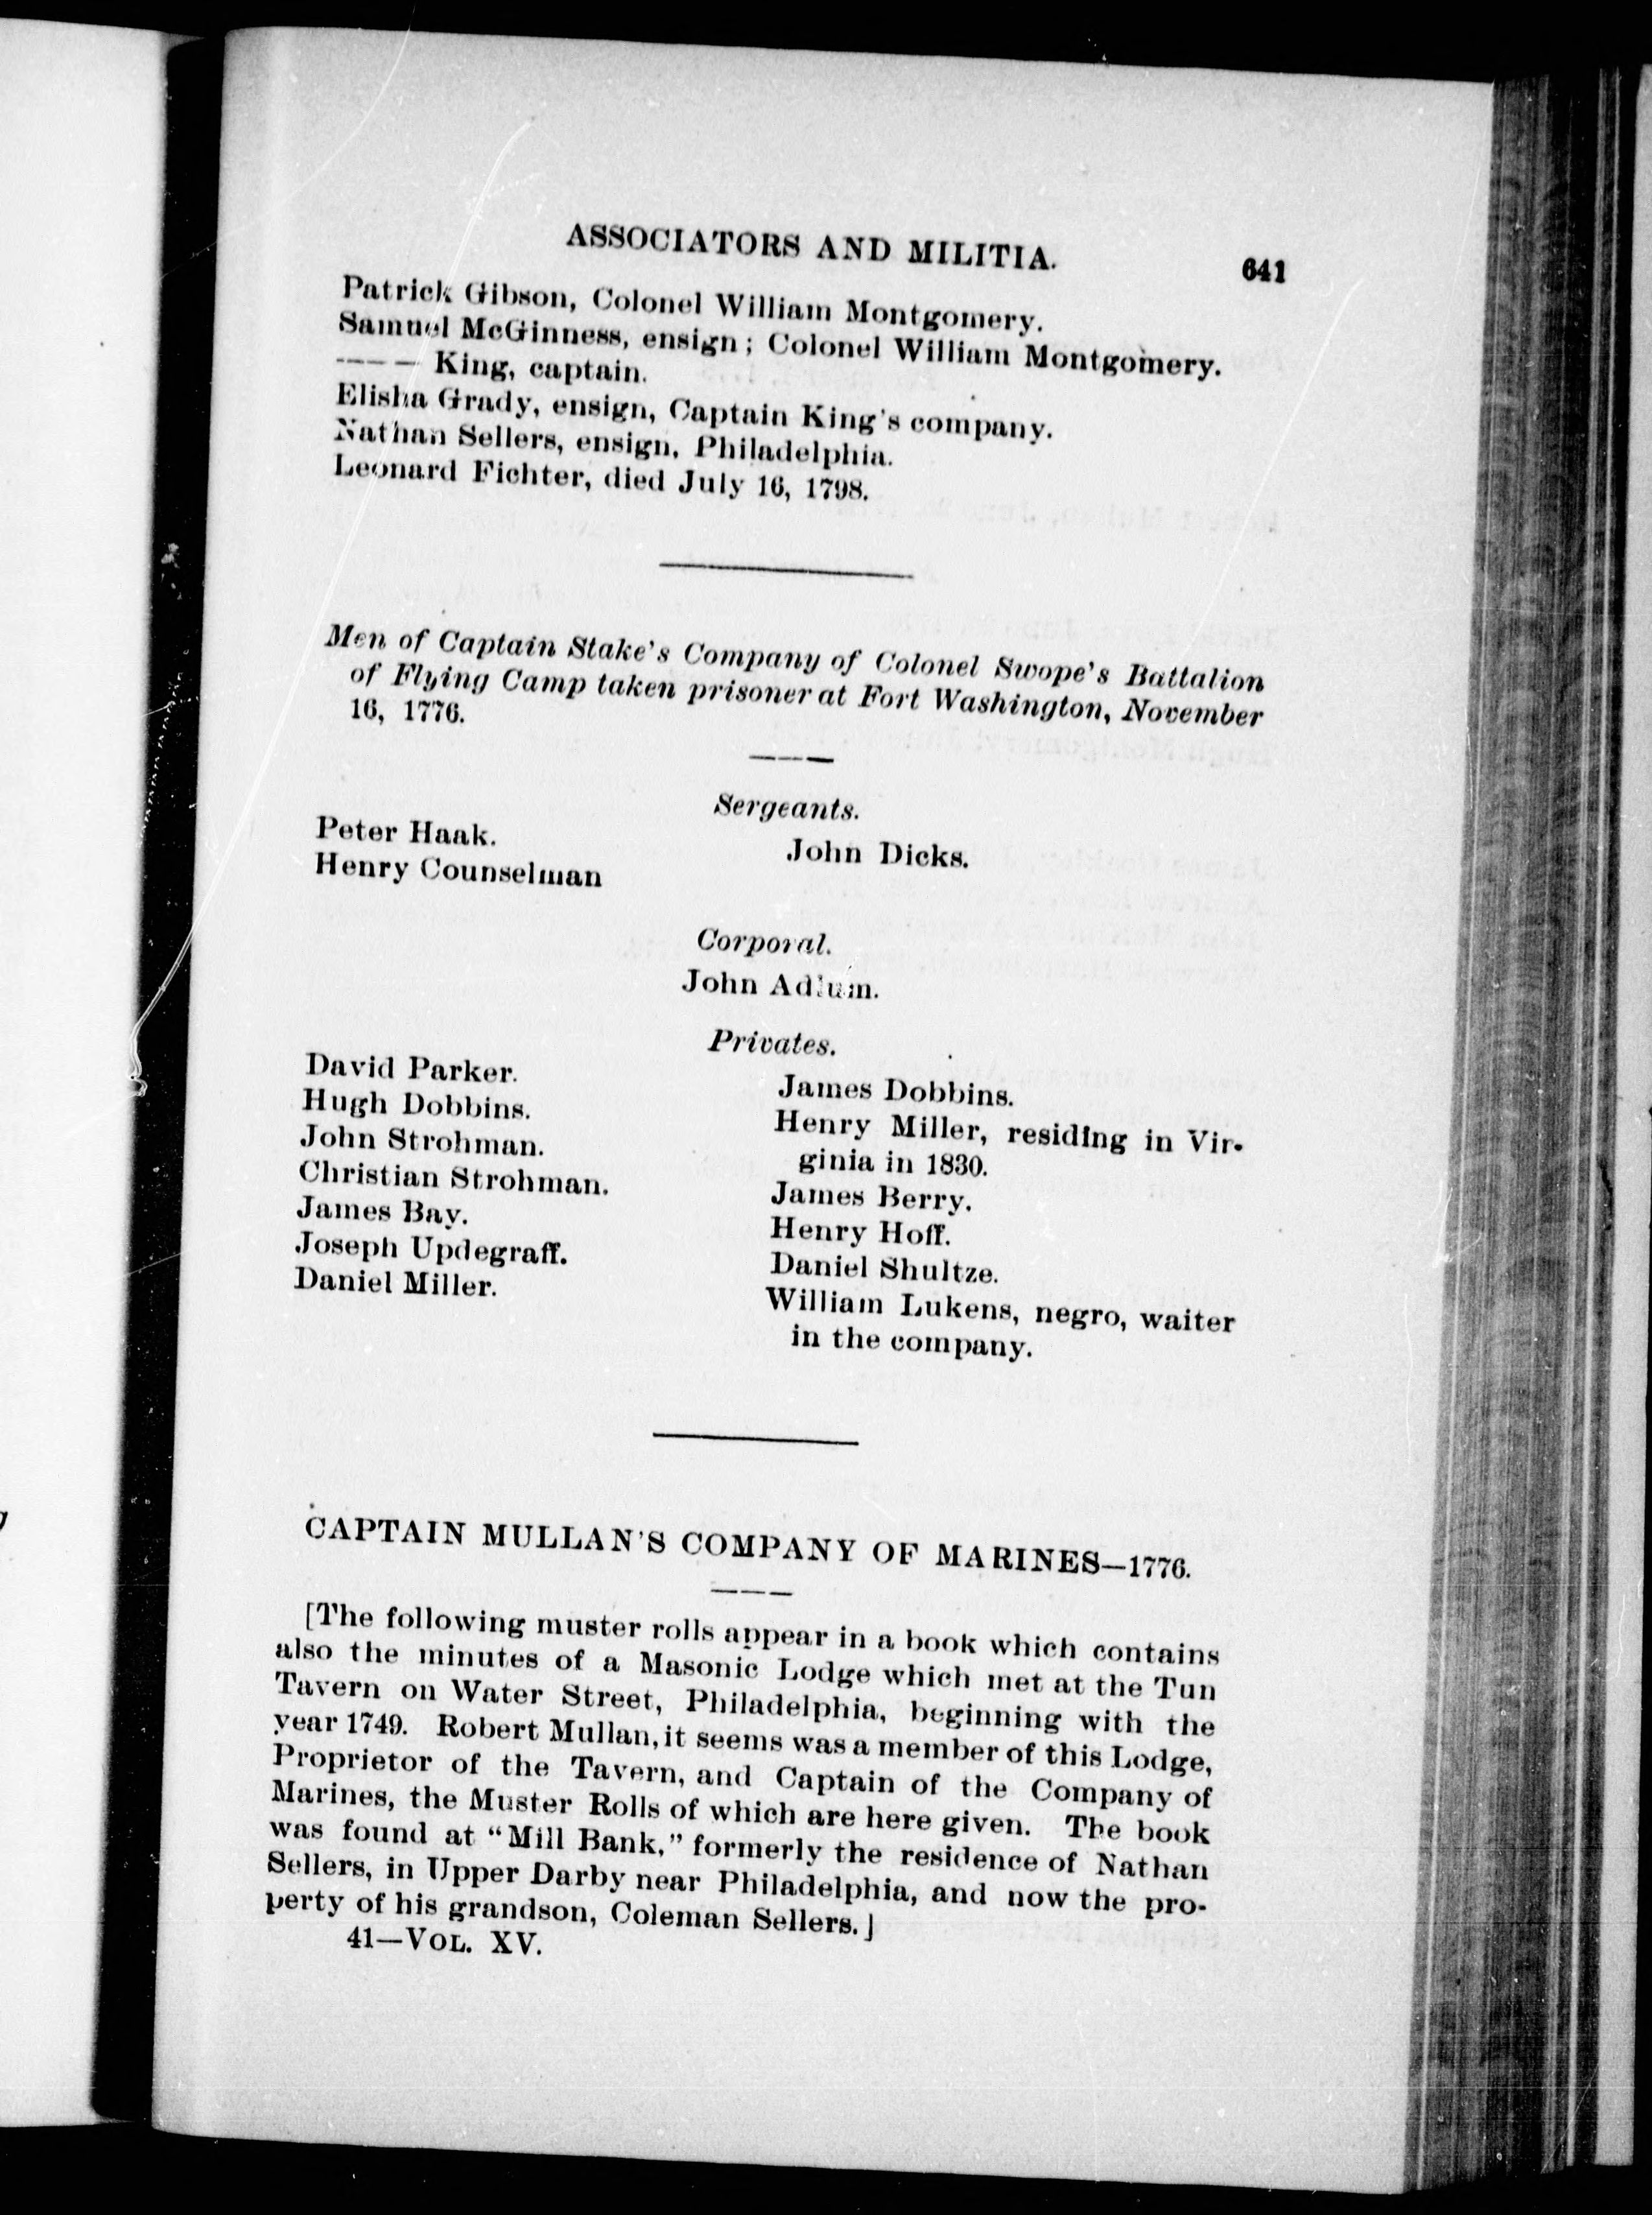 ASSOCIATORS AND MILITIA. 641
Patrick Gibson, Colonel William Montgomery.
Samuel McGinness, ensign; Colonel William Montgomery.
———— King, captain.
Elisha Grady, ensign, Captain King's company.
Nathan Sellers, ensign, Philadelphia.
Leonard Fichter, died July 16, 1798.
Men of Captain Stake's Company of Colonel Swope's Battalion
of Flying Camp taken prisoner at Fort Washington, November
16, 1776.
Sergeants.
Peter Haak.
Henry Counselman
John Dicks.
Corporal.
John Adlum.
Privates.
David Parker.
Hugh Dobbins.
John Strohman.
Christian Strohman.
James Bay.
Joseph Updegraff.
Daniel Miller.
James Dobbins.
Henry Miller, residing in Vir-
ginia in 1830.
James Berry.
Henry Hoff.
Daniel Shultze.
William Lukens, negro, waiter
in the company.
CAPTAIN MULLAN'S COMPANY OF MARINES—1776.
[The following muster rolls appear in a book which contains
also the minutes of a Masonic Lodge which met at the Tun
Tavern on Water Street, Philadelphia, beginning with the
year 1749. Robert Mullan, it seems was a member of this Lodge,
Proprietor of the Tavern, and Captain of the Company of
Marines, the Muster Rolls of which are here given. The book
was found at "Mill Bank," formerly the residence of Nathan
Sellers, in Upper Darby near Philadelphia, and now the pro-
perty of his grandson, Coleman Sellers.]
41—VOL. XV.